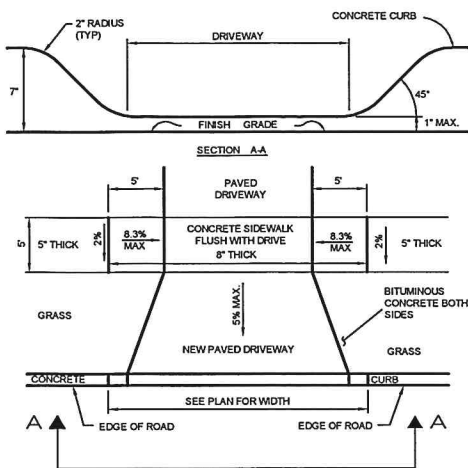 2" RADIUS
(TYP)
DRIVEWAY
CONCRETE CURB
7"
45°
FINISH GRADE
1" MAX.
SECTION A-A
5'
PAVED
DRIVEWAY
5'
5'
5" THICK
2%
8.3%
MAX
CONCRETE SIDEWALK
FLUSH WITH DRIVE
8" THICK
8.3%
MAX
2%
5" THICK
5% MAX.
BITUMINOUS
CONCRETE BOTH
SIDES
GRASS
NEW PAVED DRIVEWAY
GRASS
CONCRETE
CURB
SEE PLAN FOR WIDTH
A
EDGE OF ROAD
EDGE OF ROAD
A